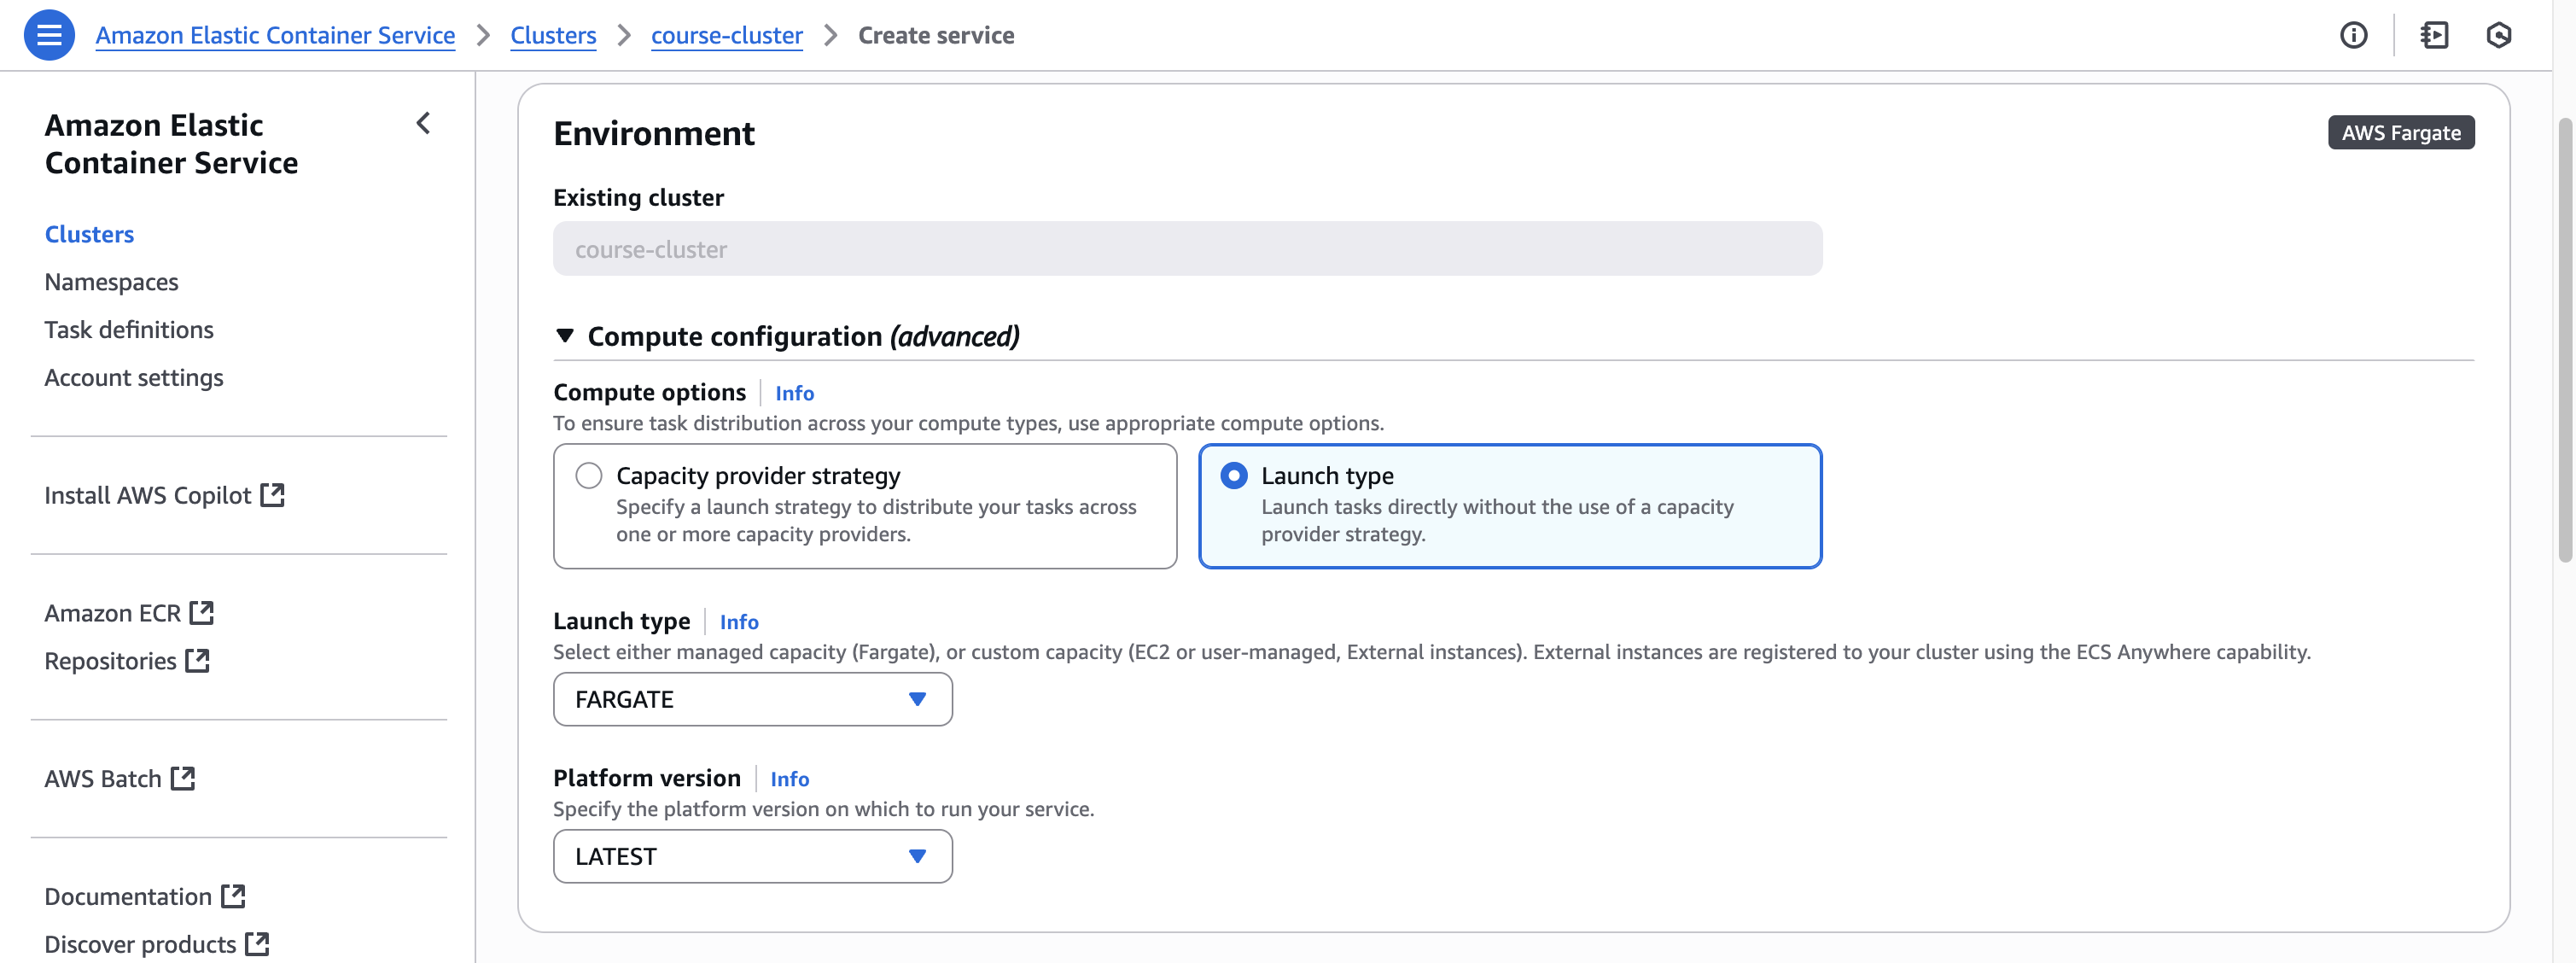 Amazon Elastic Container Service > Clusters > course-cluster > Create service
Amazon Elastic
Container Service
Clusters
Namespaces
Task definitions
Account settings
Install AWS Copilot
Amazon ECR
Repositories
AWS Batch
Documentation
Discover products
Environment
AWS Fargate
Existing cluster
course-cluster
Compute configuration (advanced)
Compute options | Info
To ensure task distribution across your compute types, use appropriate compute options.
Capacity provider strategy
Specify a launch strategy to distribute your tasks across
one or more capacity providers.
Launch type
Launch tasks directly without the use of a capacity
provider strategy.
Launch type | Info
Select either managed capacity (Fargate), or custom capacity (EC2 or user-managed, External instances). External instances are registered to your cluster using the ECS Anywhere capability.
FARGATE
Platform version | Info
Specify the platform version on which to run your service.
LATEST